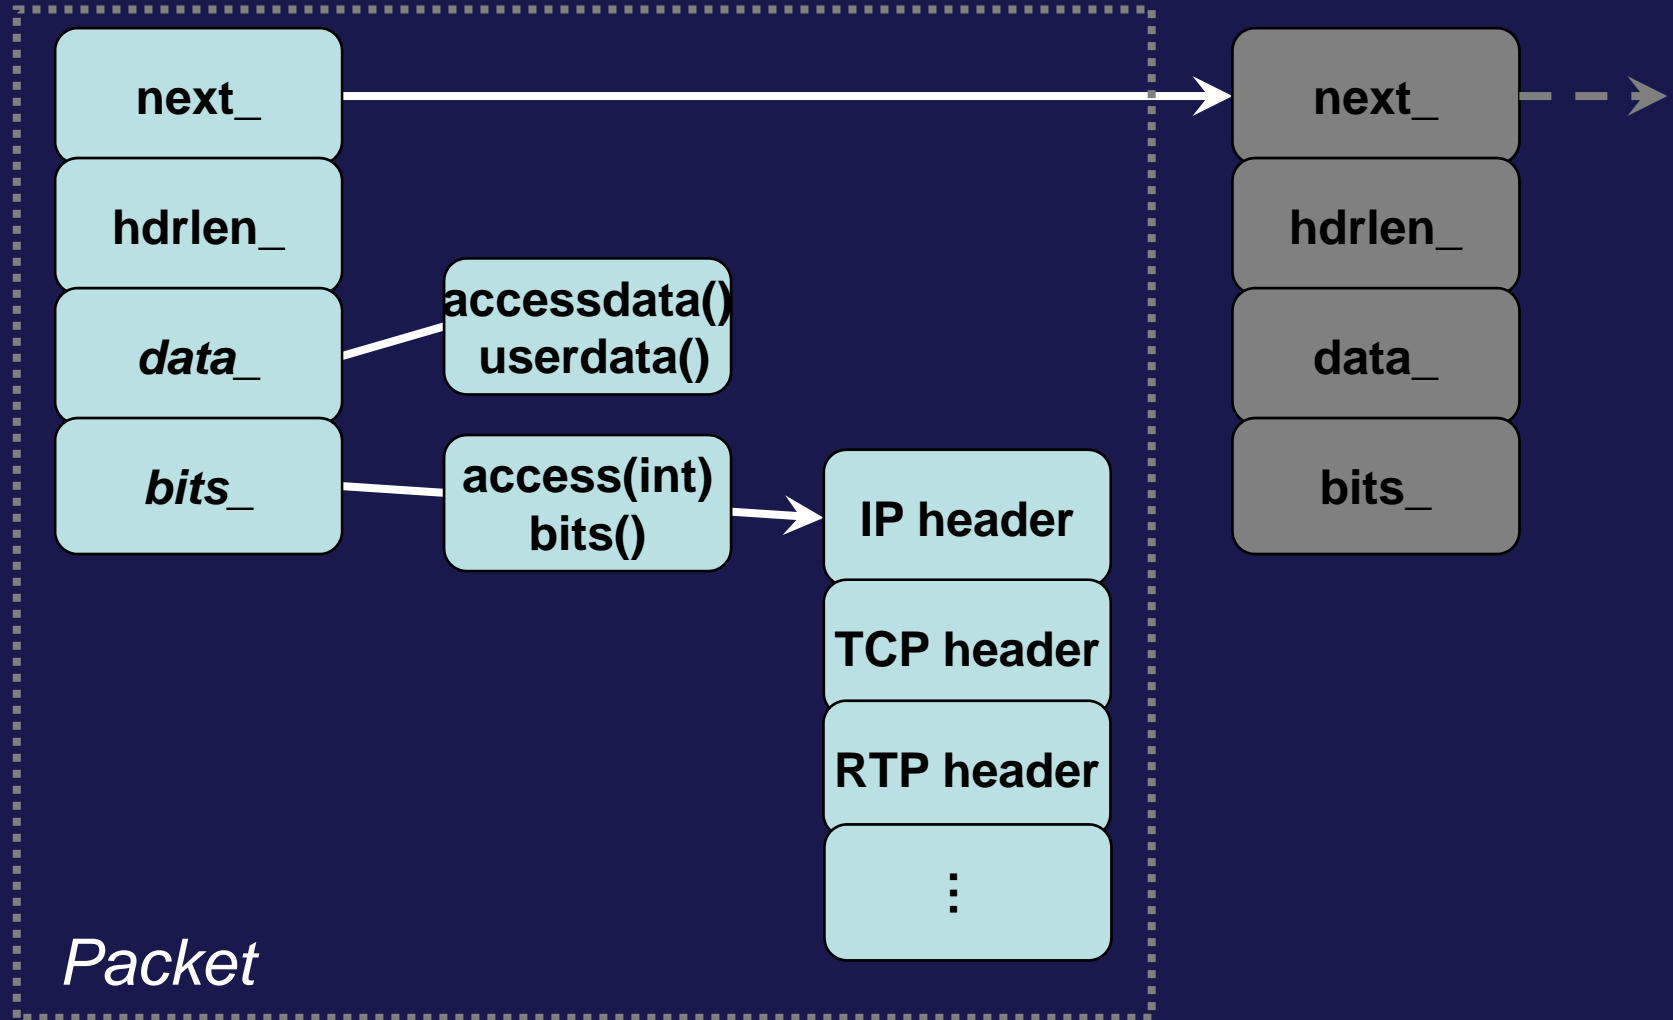 next_
hdrlen_
data_
bits_
accessdata()
userdata()
access(int)
bits()
IP header
TCP header
RTP header
...
Packet
next_
hdrlen_
data_
bits_